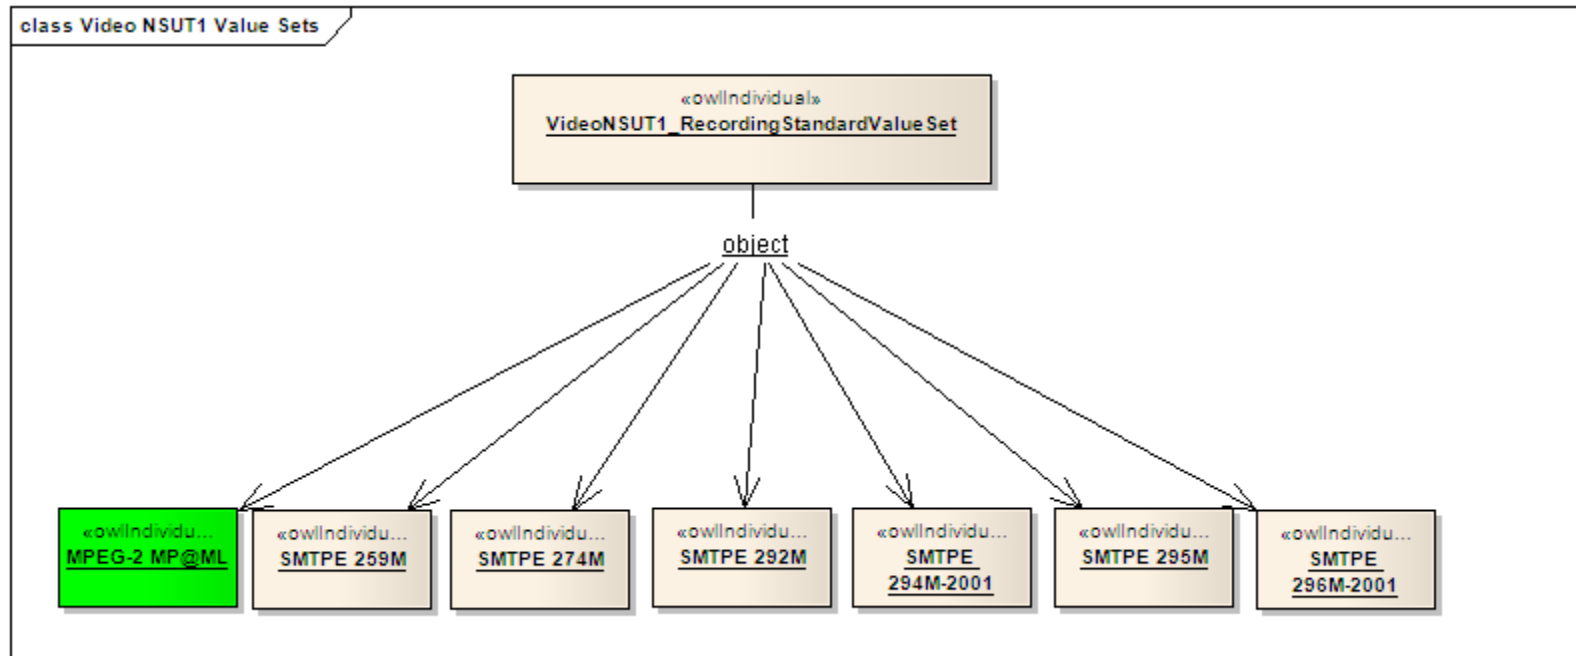 class Video NSUT1 Value Sets
«owlIndividual»
VideoNSUT1_RecordingStandardValueSet
object
«owlIndividu...
MPEG-2 MP@ML
«owlIndividu...
SMTPE 259M
«owlIndividu...
SMTPE 274M
«owlIndividu...
SMTPE 292M
«owlIndividu...
SMTPE
294M-2001
«owlIndividu...
SMTPE 295M
«owlIndividu...
SMTPE
296M-2001